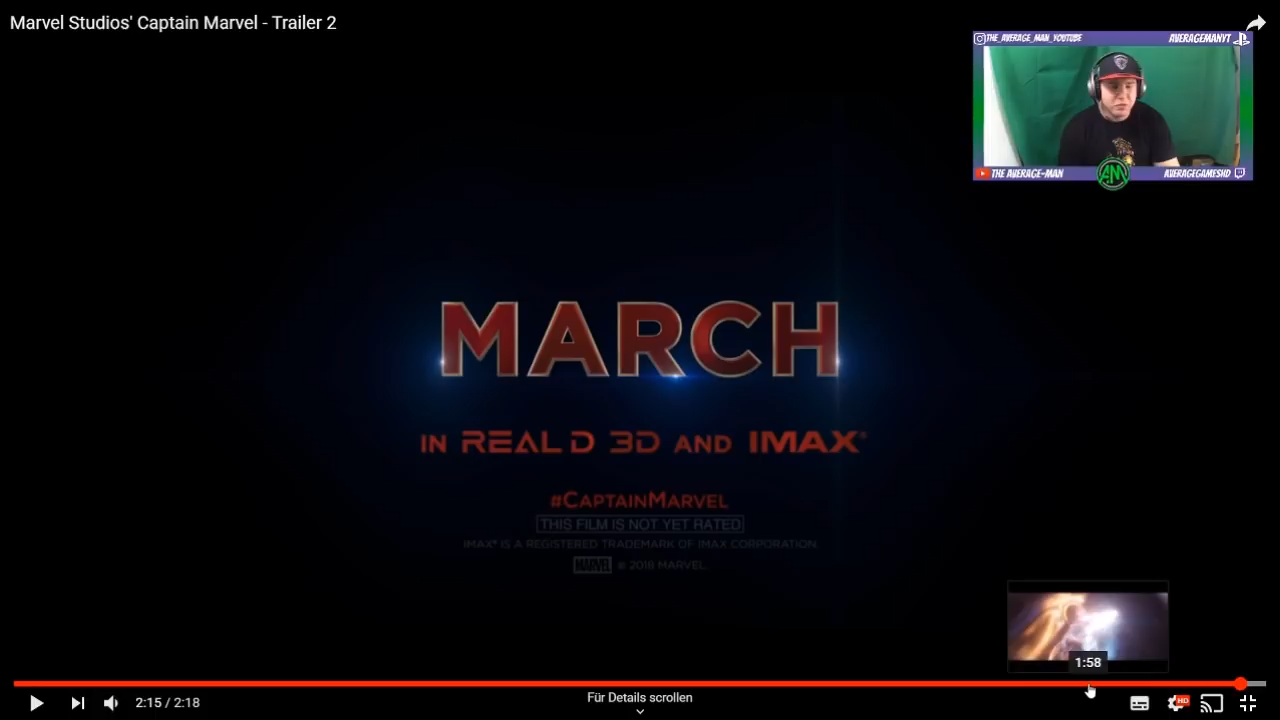 Marvel Studios' Captain Marvel - Trailer 2
THE_AVERAGE_MAN_YOUTUBE
AVERAGEMANYT
AM
THE AVERAGE-MAN
AVERAGEGAMESHD
MARCH
IN REALD 3D AND IMAX®
#CAPTAINMARVEL
THIS FILM IS NOT YET RATED
IMAX® IS A REGISTERED TRADEMARK OF IMAX CORPORATION.
MARVEL © 2018 MARVEL.
1:58
2:15 / 2:18
Für Details scrollen
HD